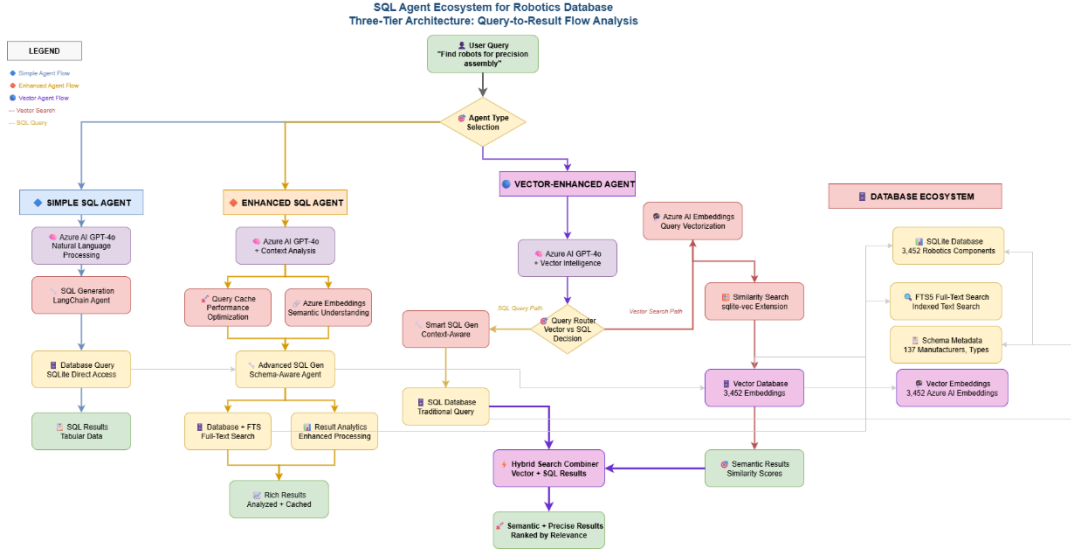 SQL Agent Ecosystem for Robotics Database
Three-Tier Architecture: Query-to-Result Flow Analysis
LEGEND
Simple Agent Flow
Enhanced Agent Flow
Vector Agent Flow
— Vector Search
— SQL Query
User Query
"Find robots for precision
assembly"
Agent Type
Selection
SIMPLE SQL AGENT
ENHANCED SQL AGENT
VECTOR-ENHANCED AGENT
DATABASE ECOSYSTEM
Azure AI GPT-4o
Natural Language
Processing
SQL Generation
LangChain Agent
Database Query
SQLite Direct Access
SQL Results
Tabular Data
Azure AI GPT-4o
+ Context Analysis
Query Cache
Performance
Optimization
Azure Embeddings
Semantic Understanding
Advanced SQL Gen
Schema-Aware Agent
Database + FTS
Full-Text Search
Result Analytics
Enhanced Processing
Rich Results
Analyzed + Cached
Azure AI GPT-4o
+ Vector Intelligence
SQL Query Path
Query Router
Vector vs SQL
Decision
Vector Search Path
Smart SQL Gen
Context-Aware
SQL Database
Traditional Query
Azure AI Embeddings
Query Vectorization
Similarity Search
sqlite-vec Extension
Vector Database
3,452 Embeddings
Semantic Results
Similarity Scores
Hybrid Search Combiner
Vector + SQL Results
Semantic + Precise Results
Ranked by Relevance
SQLite Database
3,452 Robotics Components
FTS5 Full-Text Search
Indexed Text Search
Schema Metadata
137 Manufacturers, Types
Vector Embeddings
3,452 Azure AI Embeddings